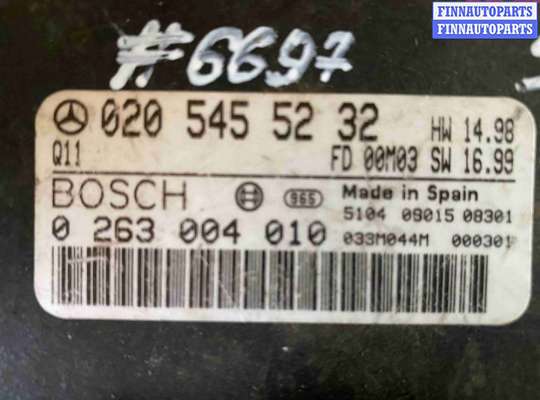 FINNAUTOPARTS
FINNAUTOPARTS
#6697
020 545 52 32 HW 14.98
Q11 FD 00M03 SW 16.99
BOSCH 965 Made in Spain
5104 09015 08301
0 263 004 010 033M044M 000301